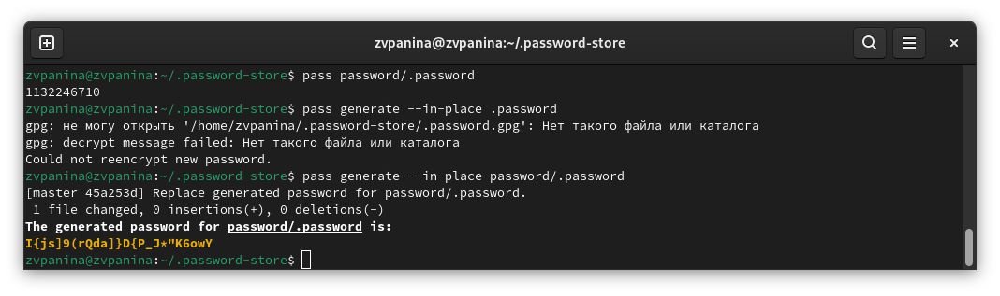 zvpanina@zvpanina:~/.password-store
zvpanina@zvpanina:~/.password-store$ pass password/.password
1132246710
zvpanina@zvpanina:~/.password-store$ pass generate --in-place .password
gpg: не могу открыть '/home/zvpanina/.password-store/.password.gpg': Нет такого файла или каталога
gpg: decrypt_message failed: Нет такого файла или каталога
Could not reencrypt new password.
zvpanina@zvpanina:~/.password-store$ pass generate --in-place password/.password
[master 45a253d] Replace generated password for password/.password.
 1 file changed, 0 insertions(+), 0 deletions(-)
The generated password for password/.password is:
I{js]9(rQda]}D{P_J*"K6owY
zvpanina@zvpanina:~/.password-store$